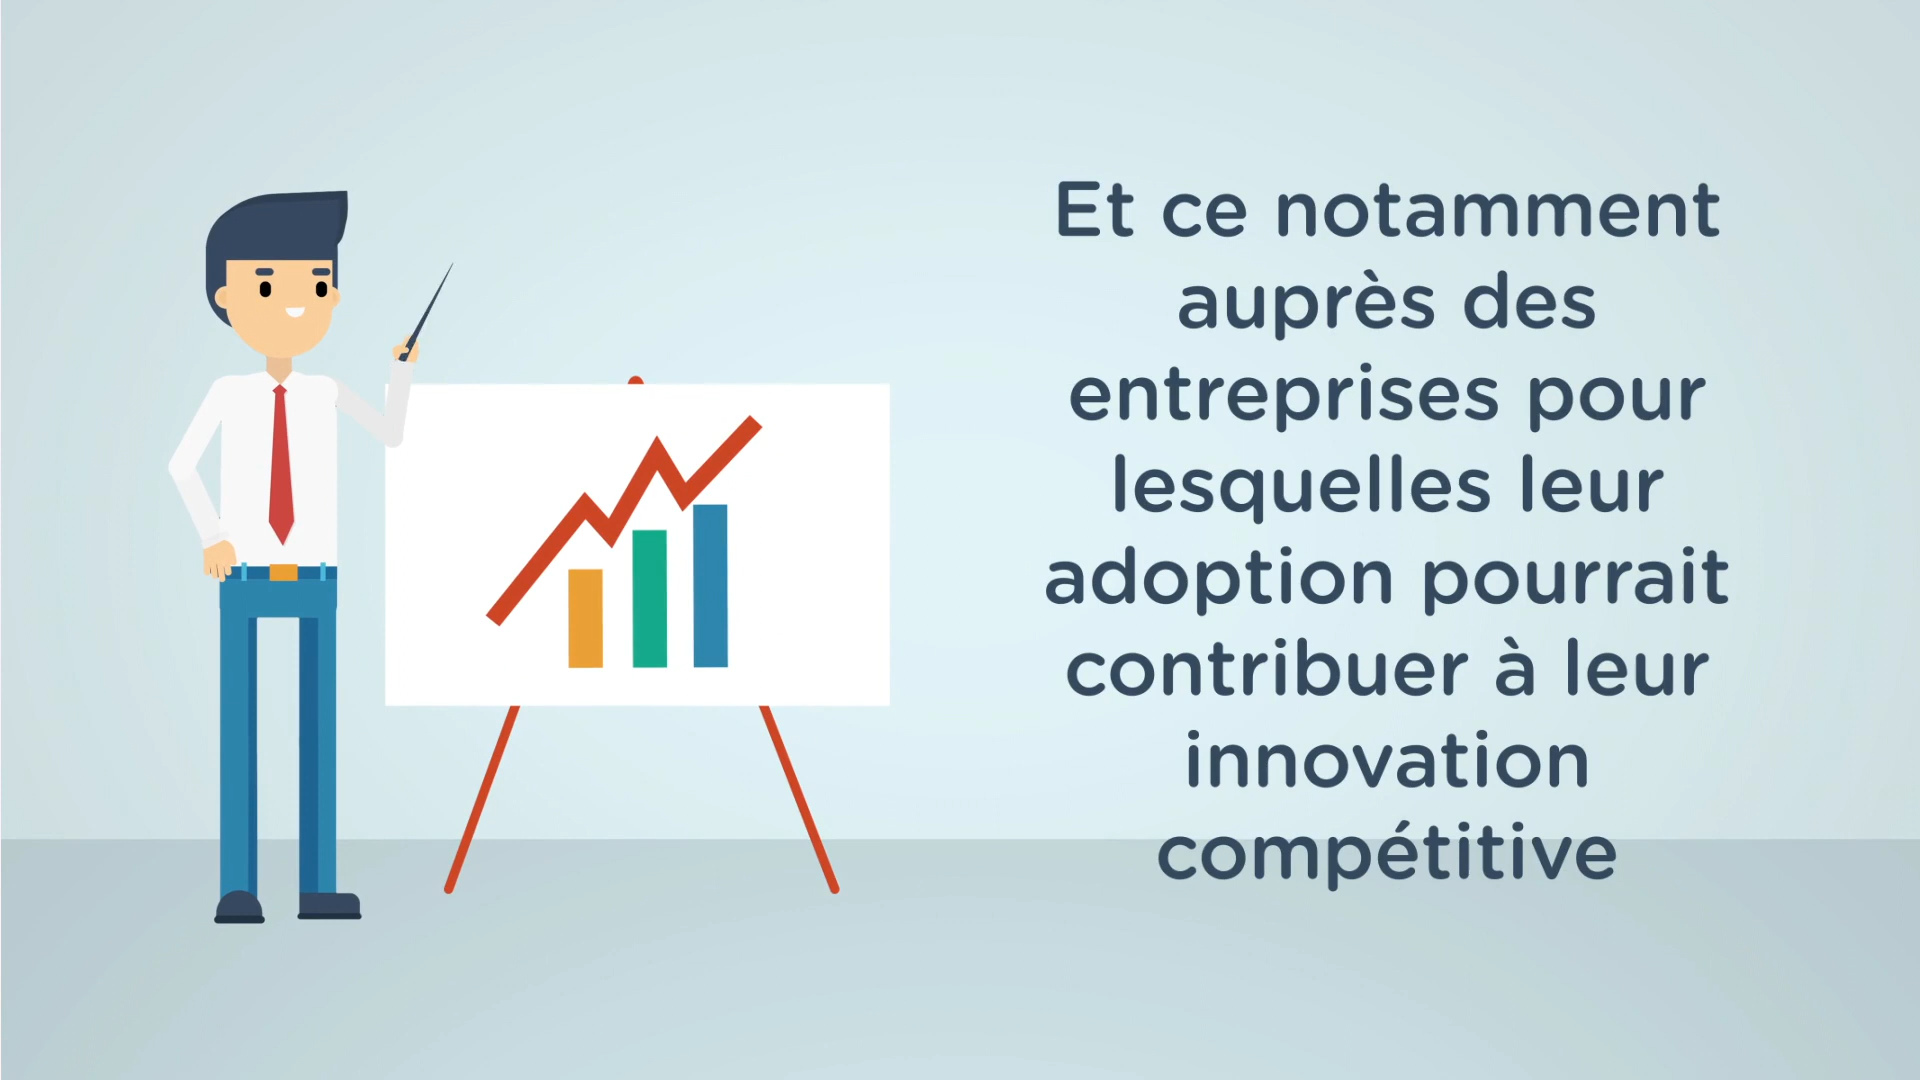 Et ce notamment
auprès des
entreprises pour
lesquelles leur
adoption pourrait
contribuer à leur
innovation
compétitive